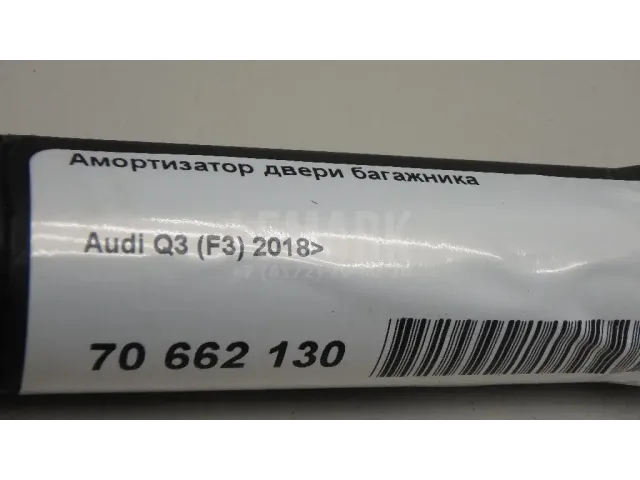 Амортизатор двери багажника
Audi Q3 (F3) 2018>
70 662 130